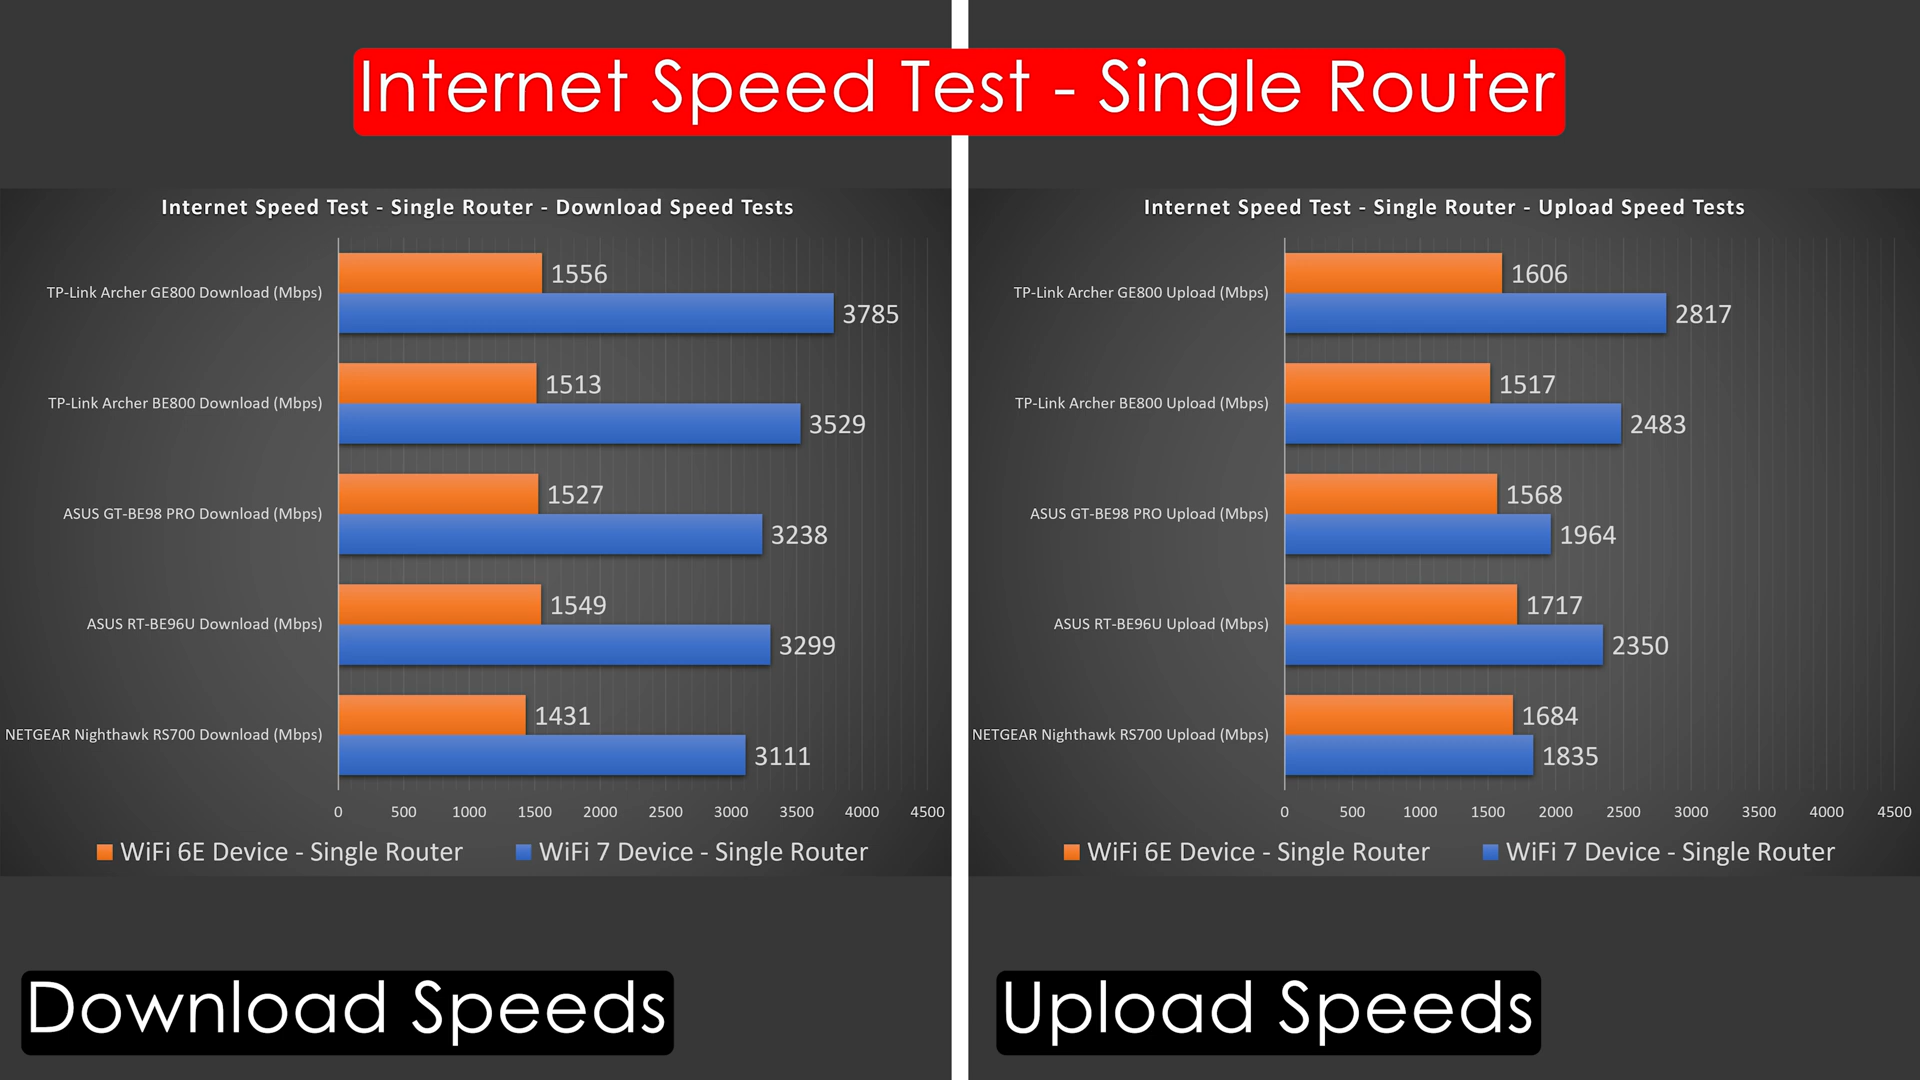 Internet Speed Test - Single Router
Internet Speed Test - Single Router - Download Speed Tests
TP-Link Archer GE800 Download (Mbps)
1556
3785
TP-Link Archer BE800 Download (Mbps)
1513
3529
ASUS GT-BE98 PRO Download (Mbps)
1527
3238
ASUS RT-BE96U Download (Mbps)
1549
3299
NETGEAR Nighthawk RS700 Download (Mbps)
1431
3111
0 500 1000 1500 2000 2500 3000 3500 4000 4500
WiFi 6E Device - Single Router WiFi 7 Device - Single Router
Download Speeds
Internet Speed Test - Single Router - Upload Speed Tests
TP-Link Archer GE800 Upload (Mbps)
1606
2817
TP-Link Archer BE800 Upload (Mbps)
1517
2483
ASUS GT-BE98 PRO Upload (Mbps)
1568
1964
ASUS RT-BE96U Upload (Mbps)
1717
2350
NETGEAR Nighthawk RS700 Upload (Mbps)
1684
1835
0 500 1000 1500 2000 2500 3000 3500 4000 4500
WiFi 6E Device - Single Router WiFi 7 Device - Single Router
Upload Speeds